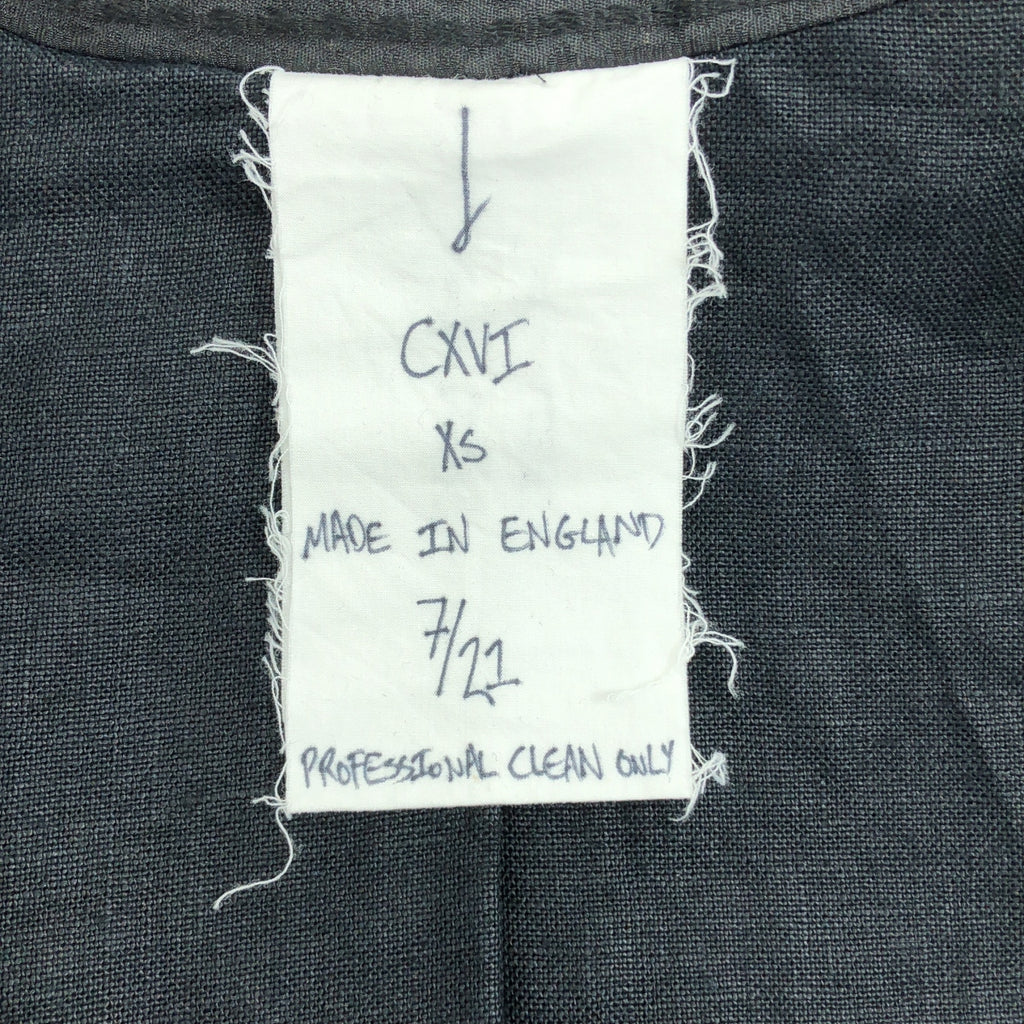 CXVI
XS
MADE IN ENGLAND
7/21
PROFESSIONAL CLEAN ONLY